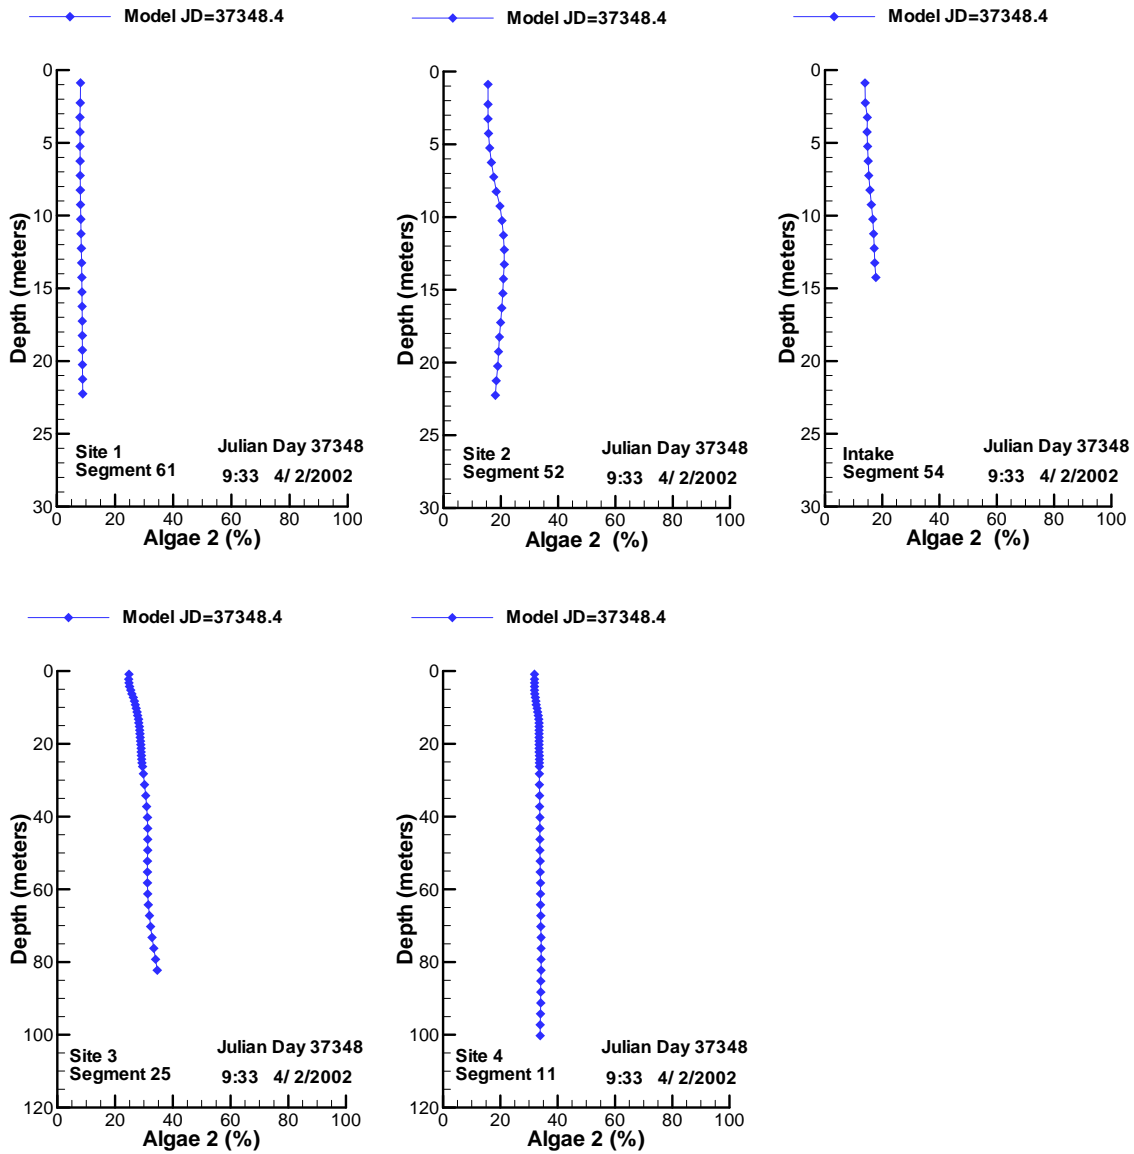 Model JD=37348.4
Model JD=37348.4
Model JD=37348.4
0
5
10
15
20
25
30
Depth (meters)
Site 1
Segment 61
Julian Day 37348
9:33 4/ 2/2002
0 20 40 60 80 100
Algae 2 (%)
0
5
10
15
20
25
30
Depth (meters)
Site 2
Segment 52
Julian Day 37348
9:33 4/ 2/2002
0 20 40 60 80 100
Algae 2 (%)
0
5
10
15
20
25
30
Depth (meters)
Intake
Segment 54
Julian Day 37348
9:33 4/ 2/2002
0 20 40 60 80 100
Algae 2 (%)
Model JD=37348.4
Model JD=37348.4
0
20
40
60
80
100
120
Depth (meters)
Site 3
Segment 25
Julian Day 37348
9:33 4/ 2/2002
0 20 40 60 80 100
Algae 2 (%)
0
20
40
60
80
100
120
Depth (meters)
Site 4
Segment 11
Julian Day 37348
9:33 4/ 2/2002
0 20 40 60 80 100
Algae 2 (%)